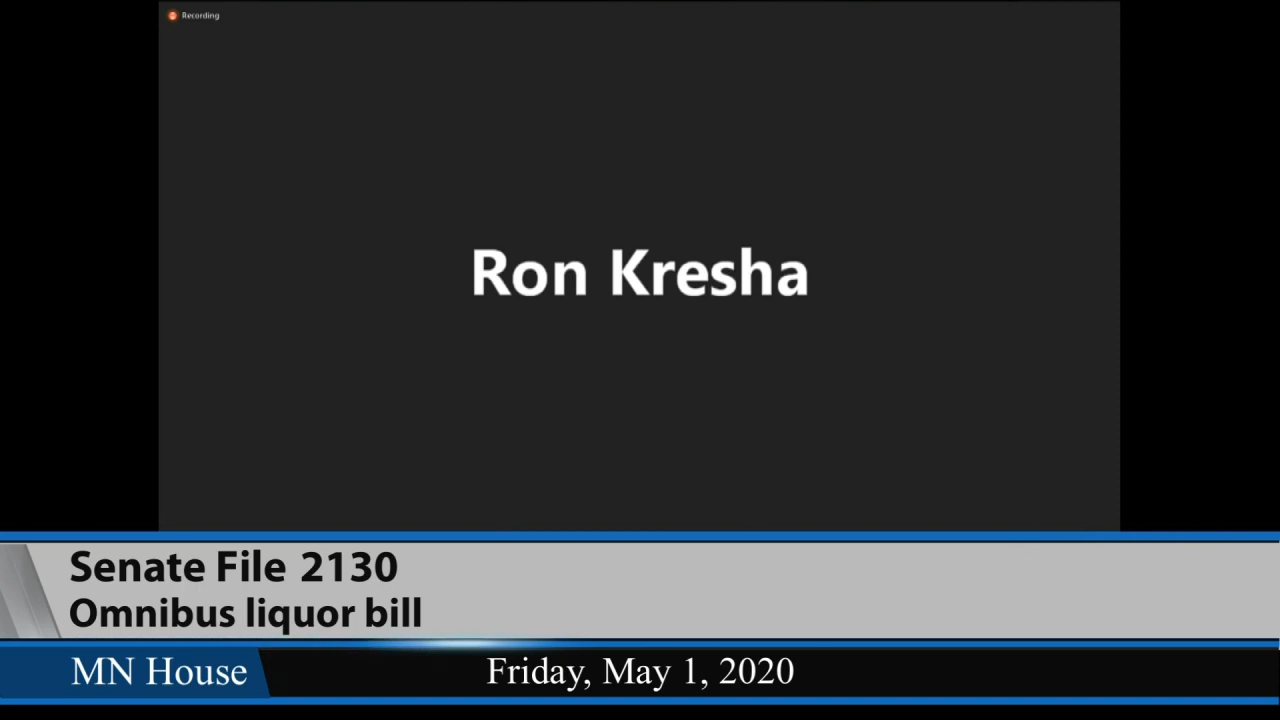 Recording
Ron Kresha
Senate File 2130
Omnibus liquor bill
MN House
Friday, May 1, 2020